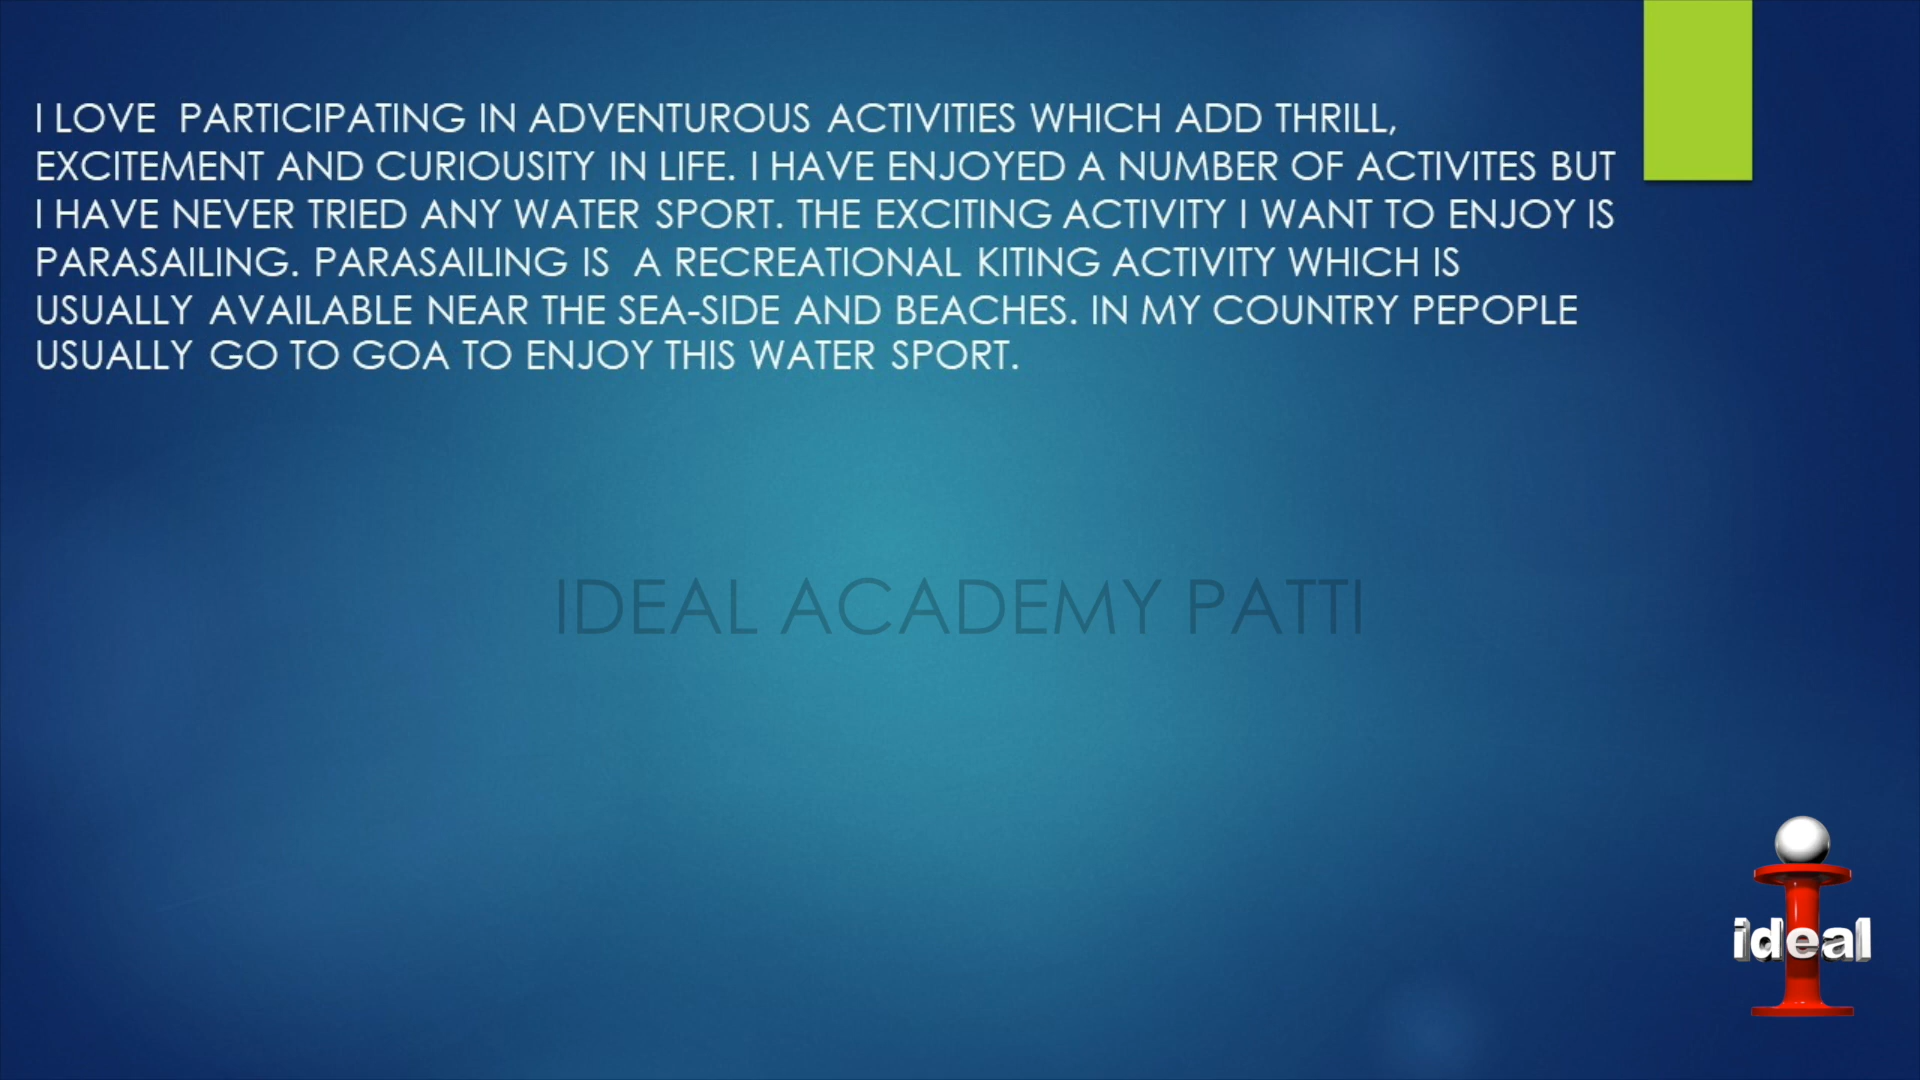 I LOVE PARTICIPATING IN ADVENTUROUS ACTIVITIES WHICH ADD THRILL,
EXCITEMENT AND CURIOUSITY IN LIFE. I HAVE ENJOYED A NUMBER OF ACTIVITES BUT
I HAVE NEVER TRIED ANY WATER SPORT. THE EXCITING ACTIVITY I WANT TO ENJOY IS
PARASAILING. PARASAILING IS A RECREATIONAL KITING ACTIVITY WHICH IS
USUALLY AVAILABLE NEAR THE SEA-SIDE AND BEACHES. IN MY COUNTRY PEPOPLE
USUALLY GO TO GOA TO ENJOY THIS WATER SPORT.
IDEAL ACADEMY PATTI
ideal